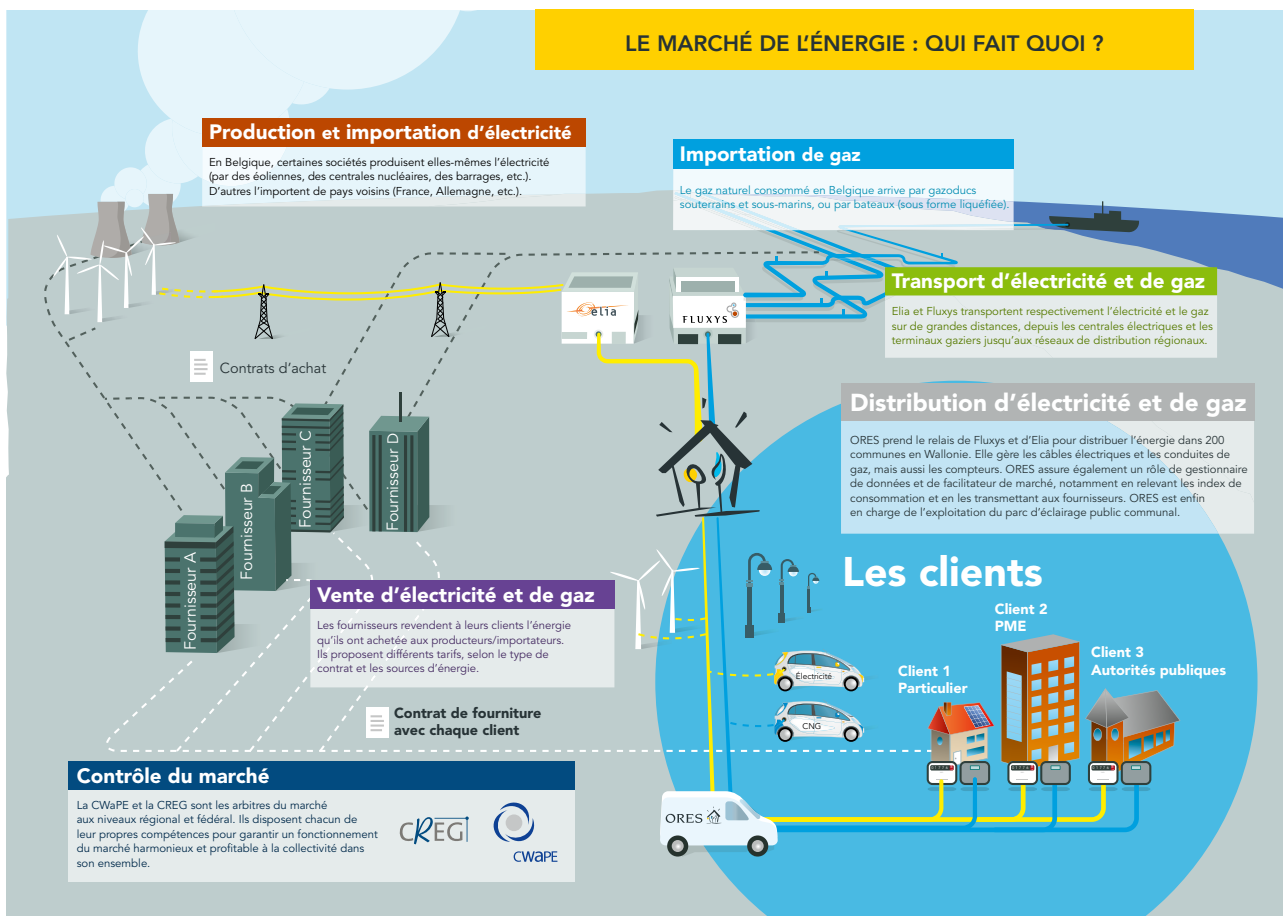 LE MARCHÉ DE L'ÉNERGIE : QUI FAIT QUOI ?
Production et importation d'électricité
En Belgique, certaines sociétés produisent elles-mêmes l'électricité
(par des éoliennes, des centrales nucléaires, des barrages, etc.).
D'autres l'importent de pays voisins (France, Allemagne, etc.).
Importation de gaz
Le gaz naturel consommé en Belgique arrive par gazoducs
souterrains et sous-marins, ou par bateaux (sous forme liquéfiée).
elia
FLUXYS
Transport d'électricité et de gaz
Elia et Fluxys transportent respectivement l'électricité et le gaz
sur de grandes distances, depuis les centrales électriques et les
terminaux gaziers jusqu'aux réseaux de distribution régionaux.
Contrats d'achat
Fournisseur A
Fournisseur B
Fournisseur C
Fournisseur D
Distribution d'électricité et de gaz
ORES prend le relais de Fluxys et d'Elia pour distribuer l'énergie dans 200
communes en Wallonie. Elle gère les câbles électriques et les conduites de
gaz, mais aussi les compteurs. ORES assure également un rôle de gestionnaire
de données et de facilitateur de marché, notamment en relevant les index de
consommation et en les transmettant aux fournisseurs. ORES est enfin
en charge de l'exploitation du parc d'éclairage public communal.
Vente d'électricité et de gaz
Les fournisseurs revendent à leurs clients l'énergie
qu'ils ont achetée aux producteurs/importateurs.
Ils proposent différents tarifs, selon le type de
contrat et les sources d'énergie.
Contrat de fourniture
avec chaque client
Les clients
Client 1
Particulier
Client 2
PME
Client 3
Autorités publiques
Électricité
CNG
ORES
Contrôle du marché
La CWaPE et la CREG sont les arbitres du marché
aux niveaux régional et fédéral. Ils disposent chacun de
leur propres compétences pour garantir un fonctionnement
du marché harmonieux et profitable à la collectivité dans
son ensemble.
CREG
CWaPE